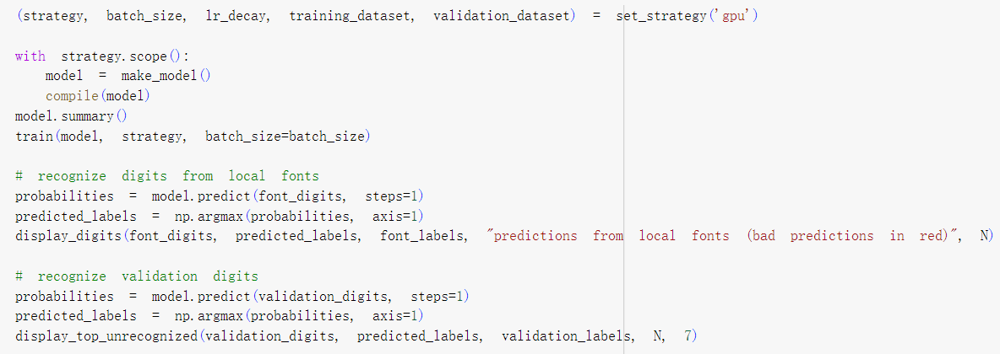 (strategy, batch_size, lr_decay, training_dataset, validation_dataset) = set_strategy('gpu')
with strategy.scope():
    model = make_model()
    compile(model)
model.summary()
train(model, strategy, batch_size=batch_size)
# recognize digits from local fonts
probabilities = model.predict(font_digits, steps=1)
predicted_labels = np.argmax(probabilities, axis=1)
display_digits(font_digits, predicted_labels, font_labels, "predictions from local fonts (bad predictions in red)", N)
# recognize validation digits
probabilities = model.predict(validation_digits, steps=1)
predicted_labels = np.argmax(probabilities, axis=1)
display_top_unrecognized(validation_digits, predicted_labels, validation_labels, N, 7)